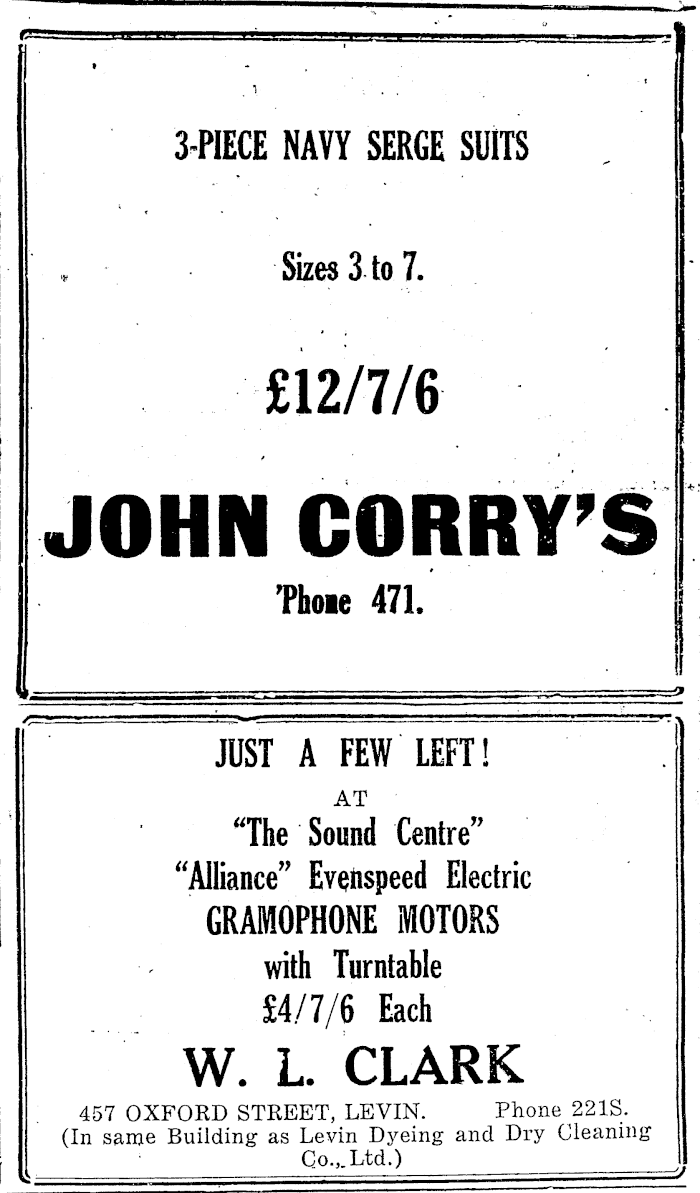 3-PIECE NAVY SERGE SUITS
Sizes 3 to 7.
£12/7/6
JOHN CORRY'S
'Phone 471.
JUST A FEW LEFT!
AT
"The Sound Centre"
"Alliance" Evenspeed Electric
GRAMOPHONE MOTORS
with Turntable
£4/7/6 Each
W. L. CLARK
457 OXFORD STREET, LEVIN. Phone 221S.
(In same Building as Levin Dyeing and Dry Cleaning
Co., Ltd.)